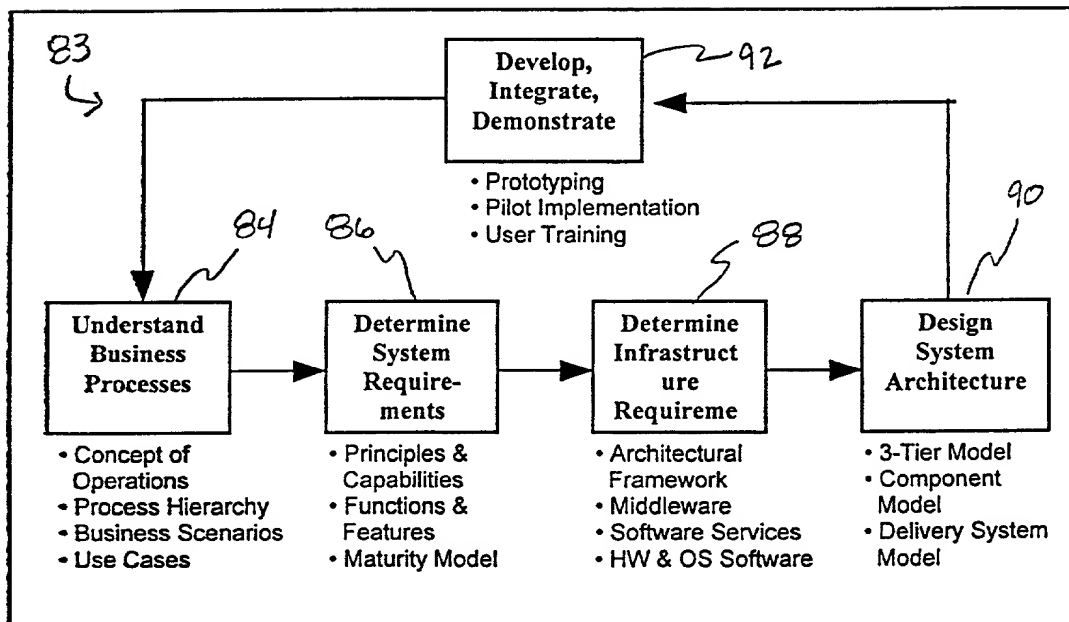 83
Develop,
Integrate,
Demonstrate
92
• Prototyping
• Pilot Implementation
• User Training
84
Understand
Business
Processes
• Concept of
Operations
• Process Hierarchy
• Business Scenarios
• Use Cases
86
Determine
System
Require-
ments
• Principles &
Capabilities
• Functions &
Features
• Maturity Model
88
Determine
Infrastruct
ure
Requireme
• Architectural
Framework
• Middleware
• Software Services
• HW & OS Software
90
Design
System
Architecture
• 3-Tier Model
• Component
Model
• Delivery System
Model